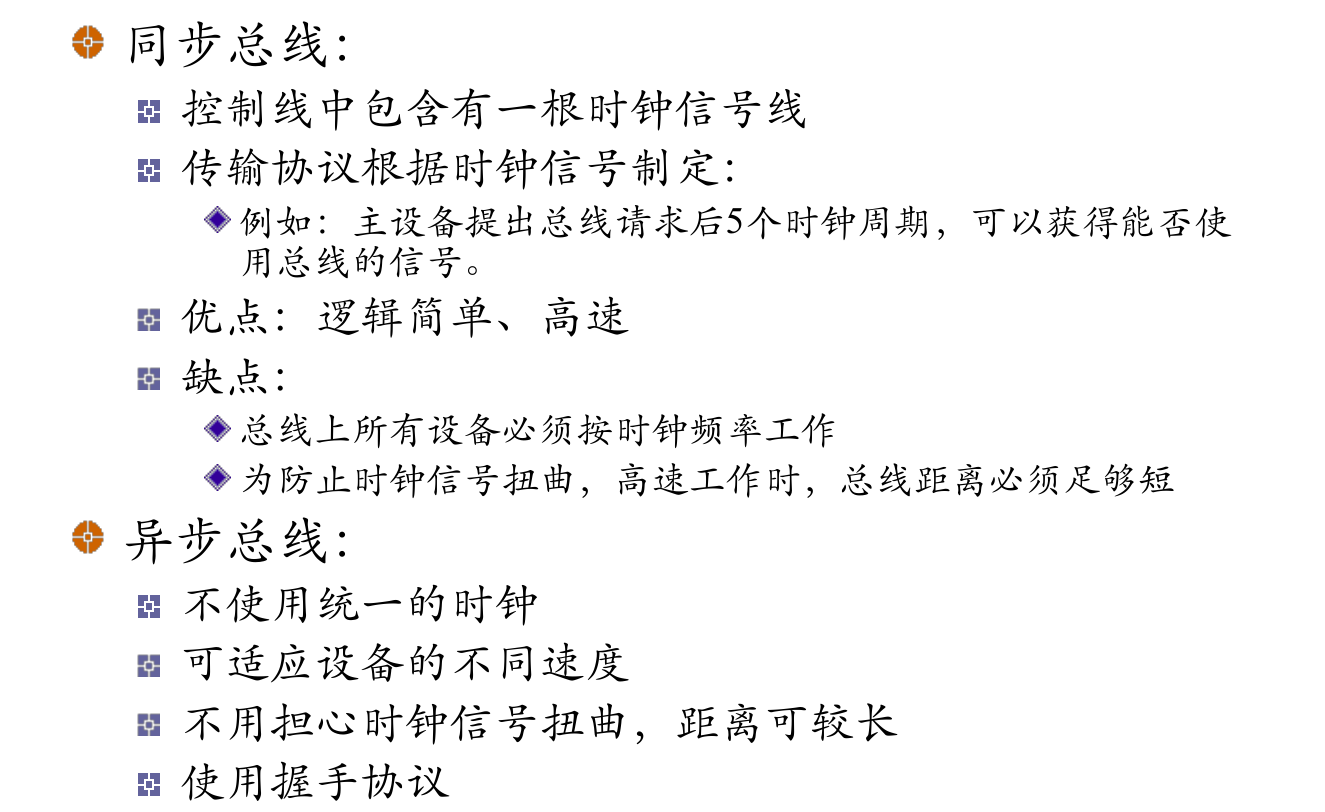 同步总线：
控制线中包含有一根时钟信号线
传输协议根据时钟信号制定：
例如：主设备提出总线请求后5个时钟周期，可以获得能否使
用总线的信号。
优点：逻辑简单、高速
缺点：
总线上所有设备必须按时钟频率工作
为防止时钟信号扭曲，高速工作时，总线距离必须足够短
异步总线：
不使用统一的时钟
可适应设备的不同速度
不用担心时钟信号扭曲，距离可较长
使用握手协议